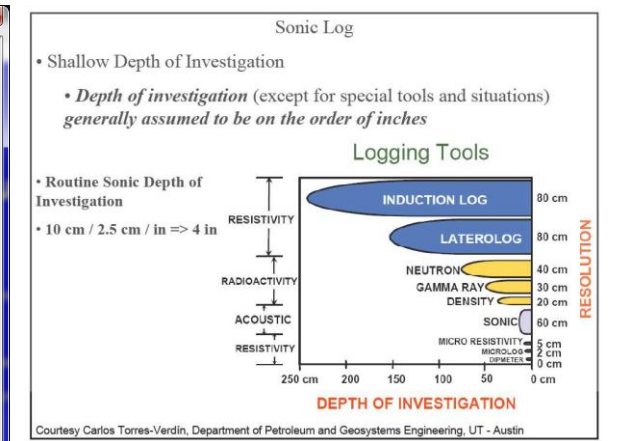 Sonic Log
• Shallow Depth of Investigation
• Depth of investigation (except for special tools and situations)
generally assumed to be on the order of inches
Logging Tools
• Routine Sonic Depth of
Investigation
• 10 cm / 2.5 cm / in => 4 in
RESISTIVITY
RADIOACTIVITY
ACOUSTIC
RESISTIVITY
INDUCTION LOG 80 cm
LATEROLOG 80 cm
NEUTRON 40 cm
GAMMA RAY 30 cm
DENSITY 20 cm
SONIC 60 cm
MICRO RESISTIVITY 5 cm
MICROLOG 2 cm
DIPMETER 0 cm
RESOLUTION
250 cm 200 150 100 50 0 cm
DEPTH OF INVESTIGATION
Courtesy Carlos Torres-Verdín, Department of Petroleum and Geosystems Engineering, UT - Austin